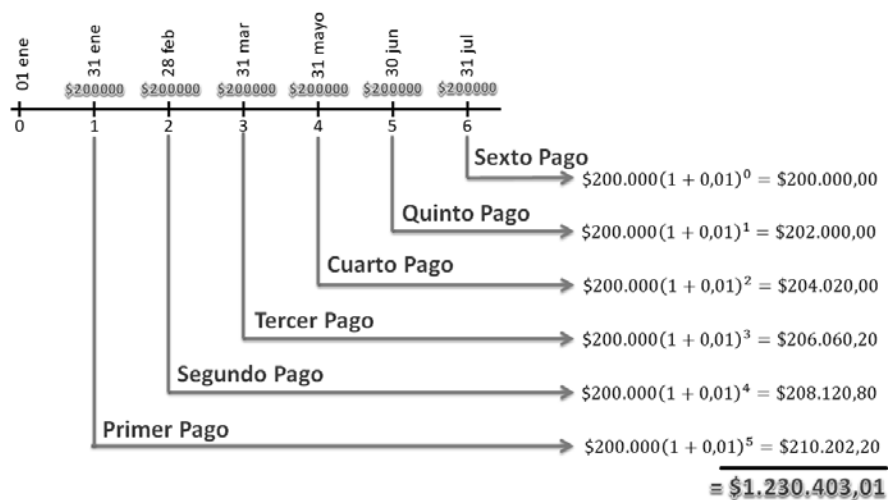 01 ene
31 ene
28 feb
31 mar
31 mayo
30 jun
31 jul
$200000 $200000 $200000 $200000 $200000 $200000
0 1 2 3 4 5 6
Sexto Pago
$200.000(1 + 0,01)⁰ = $200.000,00
Quinto Pago
$200.000(1 + 0,01)¹ = $202.000,00
Cuarto Pago
$200.000(1 + 0,01)² = $204.020,00
Tercer Pago
$200.000(1 + 0,01)³ = $206.060,20
Segundo Pago
$200.000(1 + 0,01)⁴ = $208.120,80
Primer Pago
$200.000(1 + 0,01)⁵ = $210.202,20
= $1.230.403,01